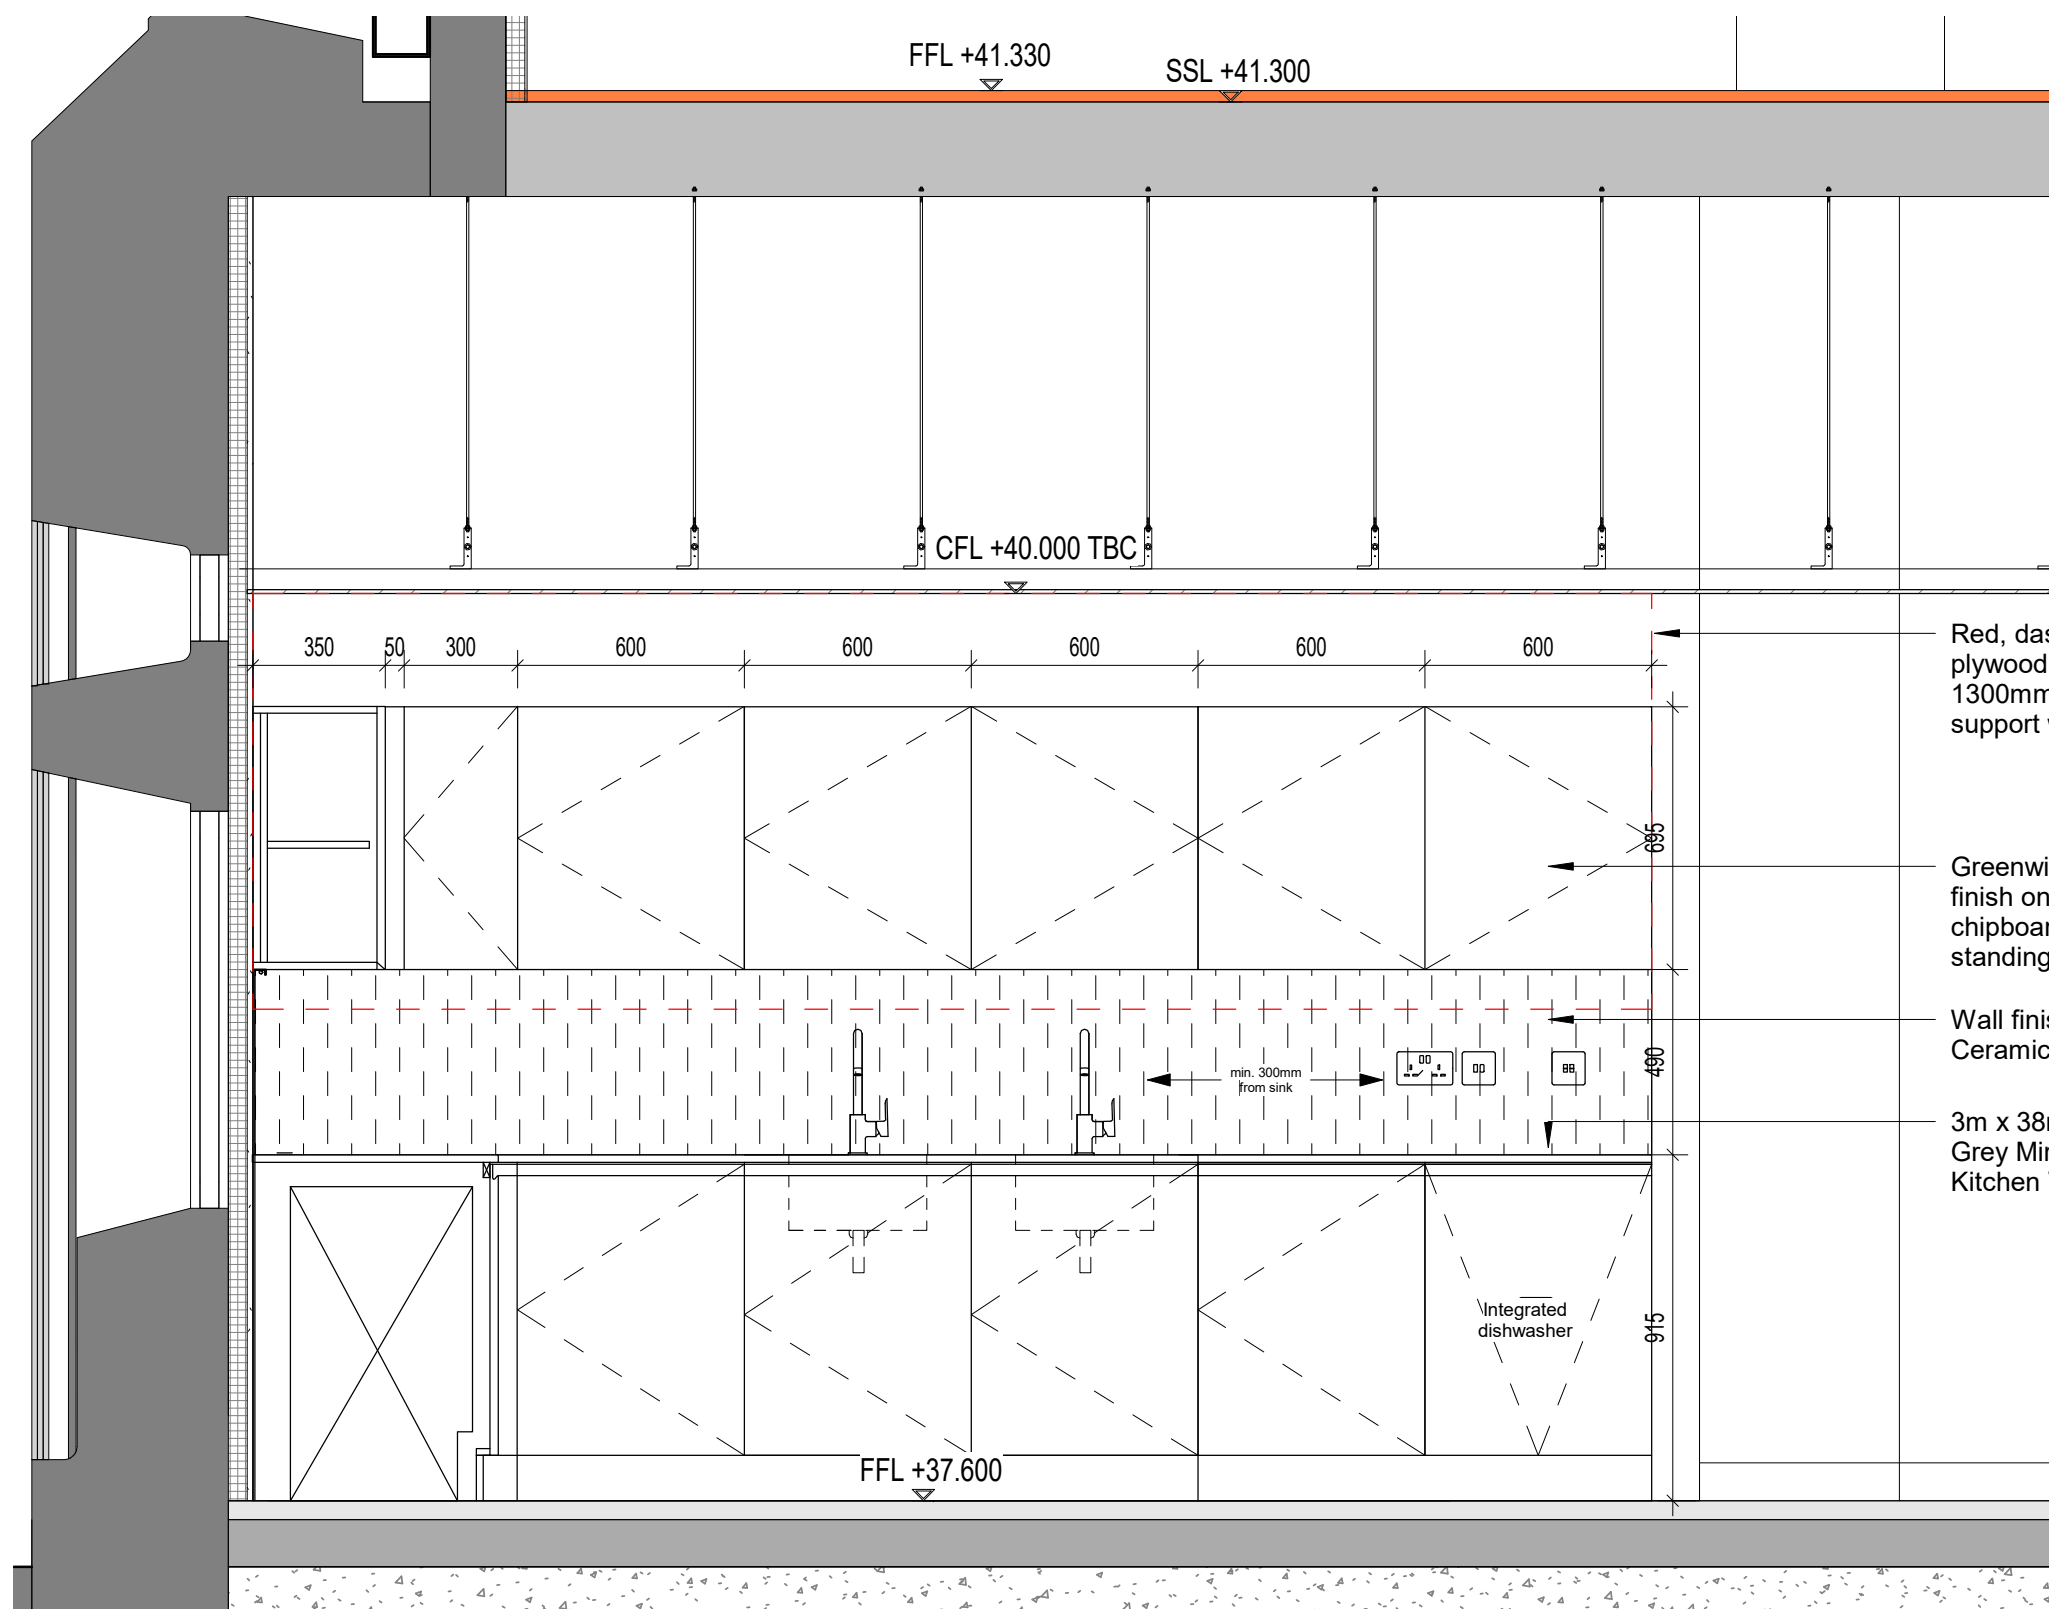 FFL +41.330
SSL +41.300
CFL +40.000 TBC
350
50
300
600
600
600
600
600
Red, das
plywood
1300mm
support
695
Greenwi
finish on
chipboar
standing
Wall finis
Ceramic
490
min. 300mm
from sink
3m x 38m
Grey Mir
Kitchen
Integrated
dishwasher
915
FFL +37.600